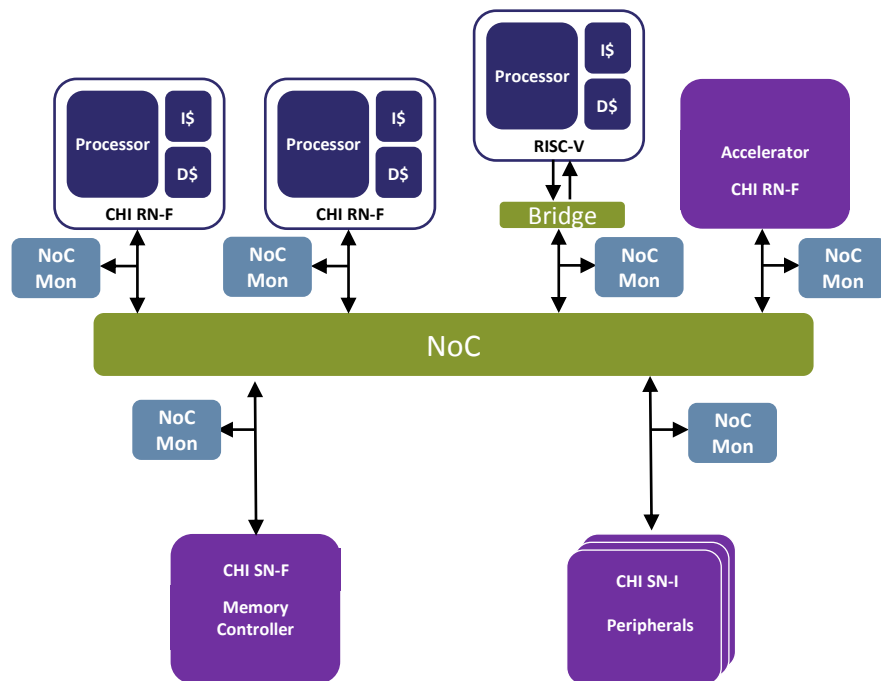 Processor
I$
D$
CHI RN-F
Processor
I$
D$
CHI RN-F
Processor
I$
D$
RISC-V
Bridge
Accelerator
CHI RN-F
NoC
Mon
NoC
Mon
NoC
Mon
NoC
Mon
NoC
NoC
Mon
NoC
Mon
CHI SN-F
Memory
Controller
CHI SN-I
Peripherals